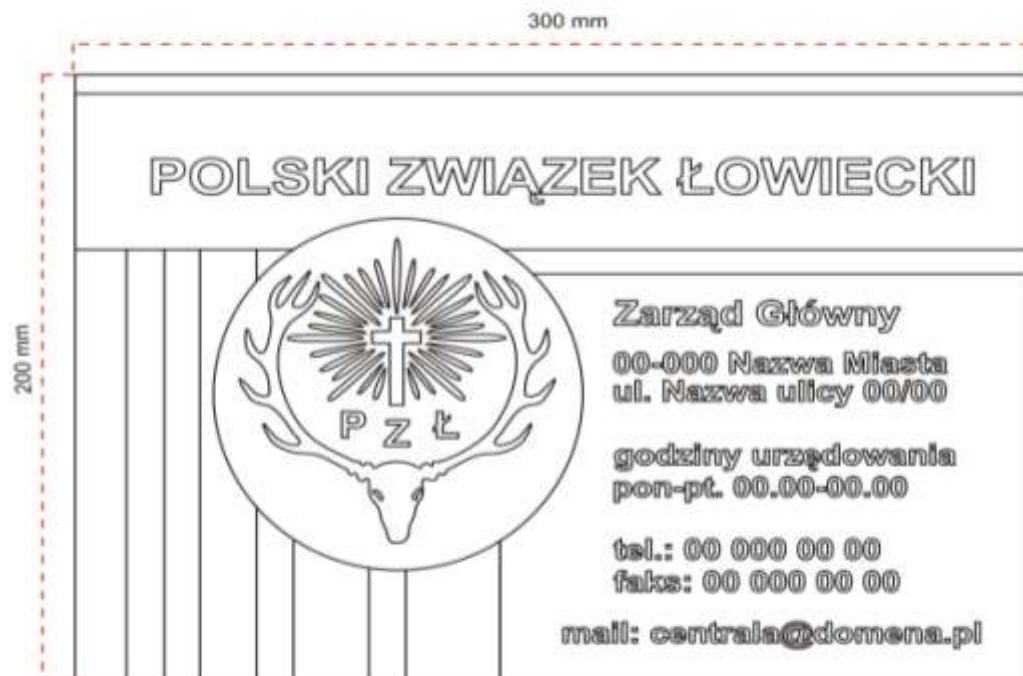 300 mm
200 mm
POLSKI ZWIĄZEK ŁOWIECKI
P Z Ł
Zarząd Główny
00-000 Nazwa Miasta
ul. Nazwa ulicy 00/00
godziny urzędowania
pon-pt. 00.00-00.00
tel.: 00 000 00 00
faks: 00 000 00 00
mail: centrala@domena.pl